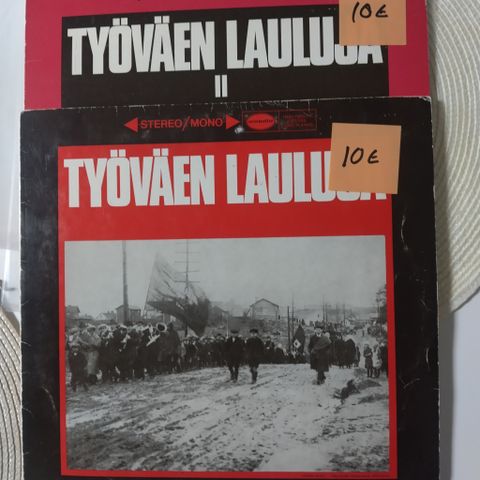 10€
TYÖVÄEN LAULUJA
II
STEREO/MONO
10€
TYÖVÄEN LAULUJA